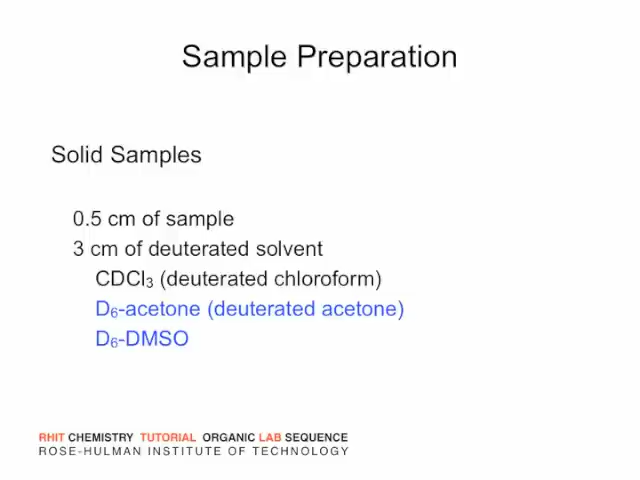 Sample Preparation
Solid Samples
0.5 cm of sample
3 cm of deuterated solvent
CDCl₃ (deuterated chloroform)
D₆-acetone (deuterated acetone)
D₆-DMSO
RHIT CHEMISTRY TUTORIAL ORGANIC LAB SEQUENCE
ROSE-HULMAN INSTITUTE OF TECHNOLOGY